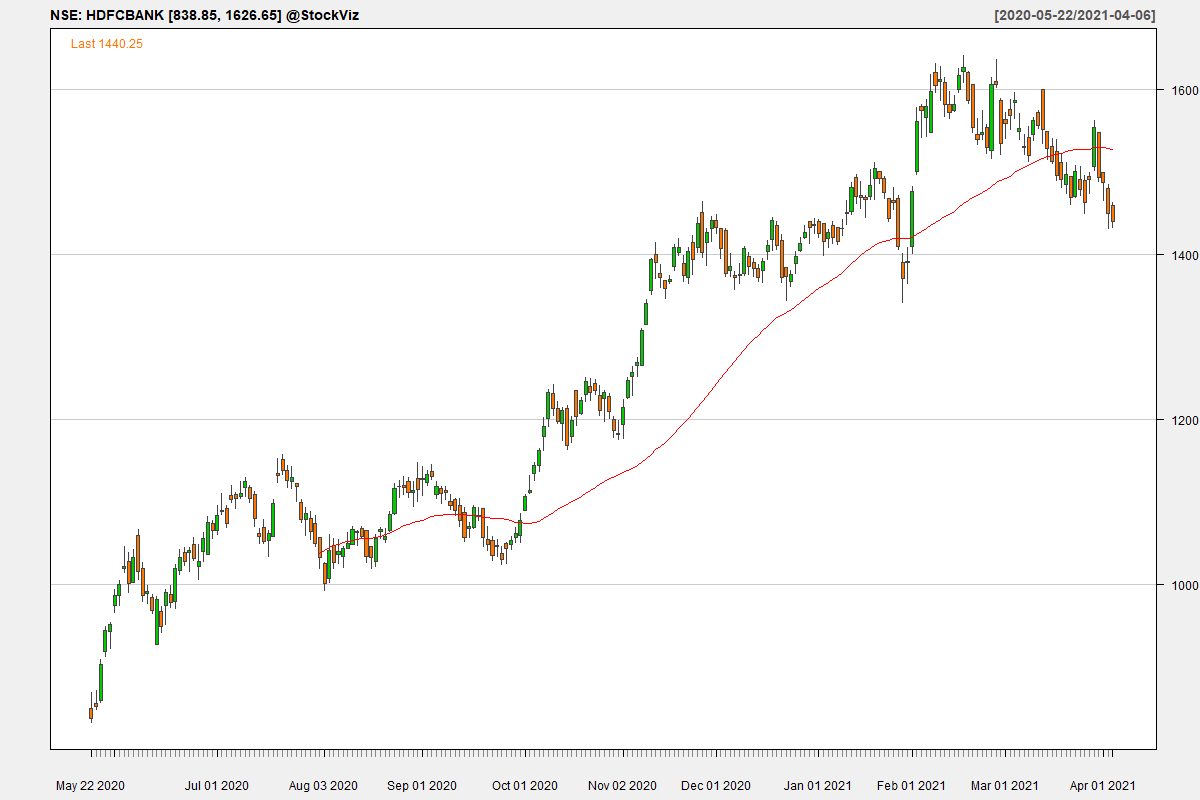 NSE: HDFCBANK [838.85, 1626.65] @StockViz [2020-05-22/2021-04-06]
Last 1440.25
1600
1400
1200
1000
May 22 2020 Jul 01 2020 Aug 03 2020 Sep 01 2020 Oct 01 2020 Nov 02 2020 Dec 01 2020 Jan 01 2021 Feb 01 2021 Mar 01 2021 Apr 01 2021